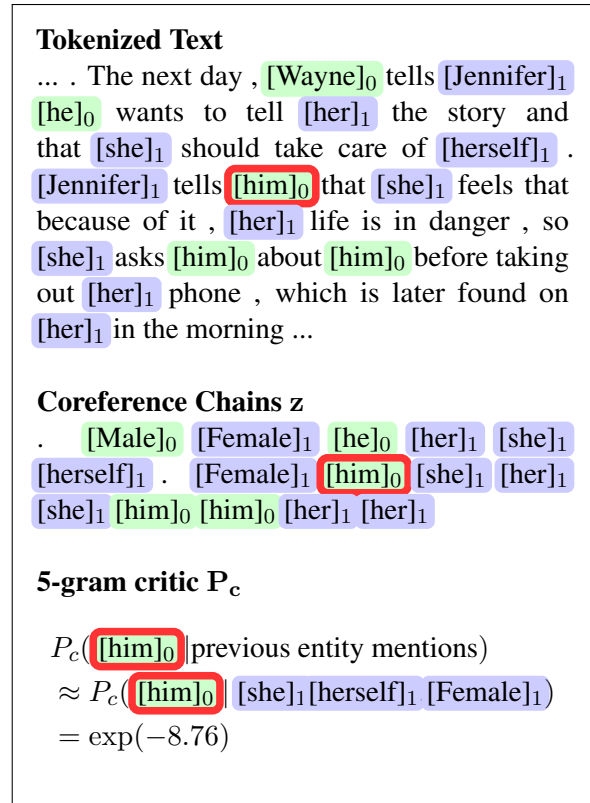 Tokenized Text
... . The next day , [Wayne]₀ tells [Jennifer]₁
[he]₀ wants to tell [her]₁ the story and
that [she]₁ should take care of [herself]₁ .
[Jennifer]₁ tells [him]₀ that [she]₁ feels that
because of it , [her]₁ life is in danger , so
[she]₁ asks [him]₀ about [him]₀ before taking
out [her]₁ phone , which is later found on
[her]₁ in the morning ...
Coreference Chains z
. [Male]₀ [Female]₁ [he]₀ [her]₁ [she]₁
[herself]₁ . [Female]₁ [him]₀ [she]₁ [her]₁
[she]₁ [him]₀ [him]₀ [her]₁ [her]₁
5-gram critic P_c
P_c([him]₀|previous entity mentions)
≈ P_c([him]₀| [she]₁[herself]₁ [Female]₁)
= exp(−8.76)